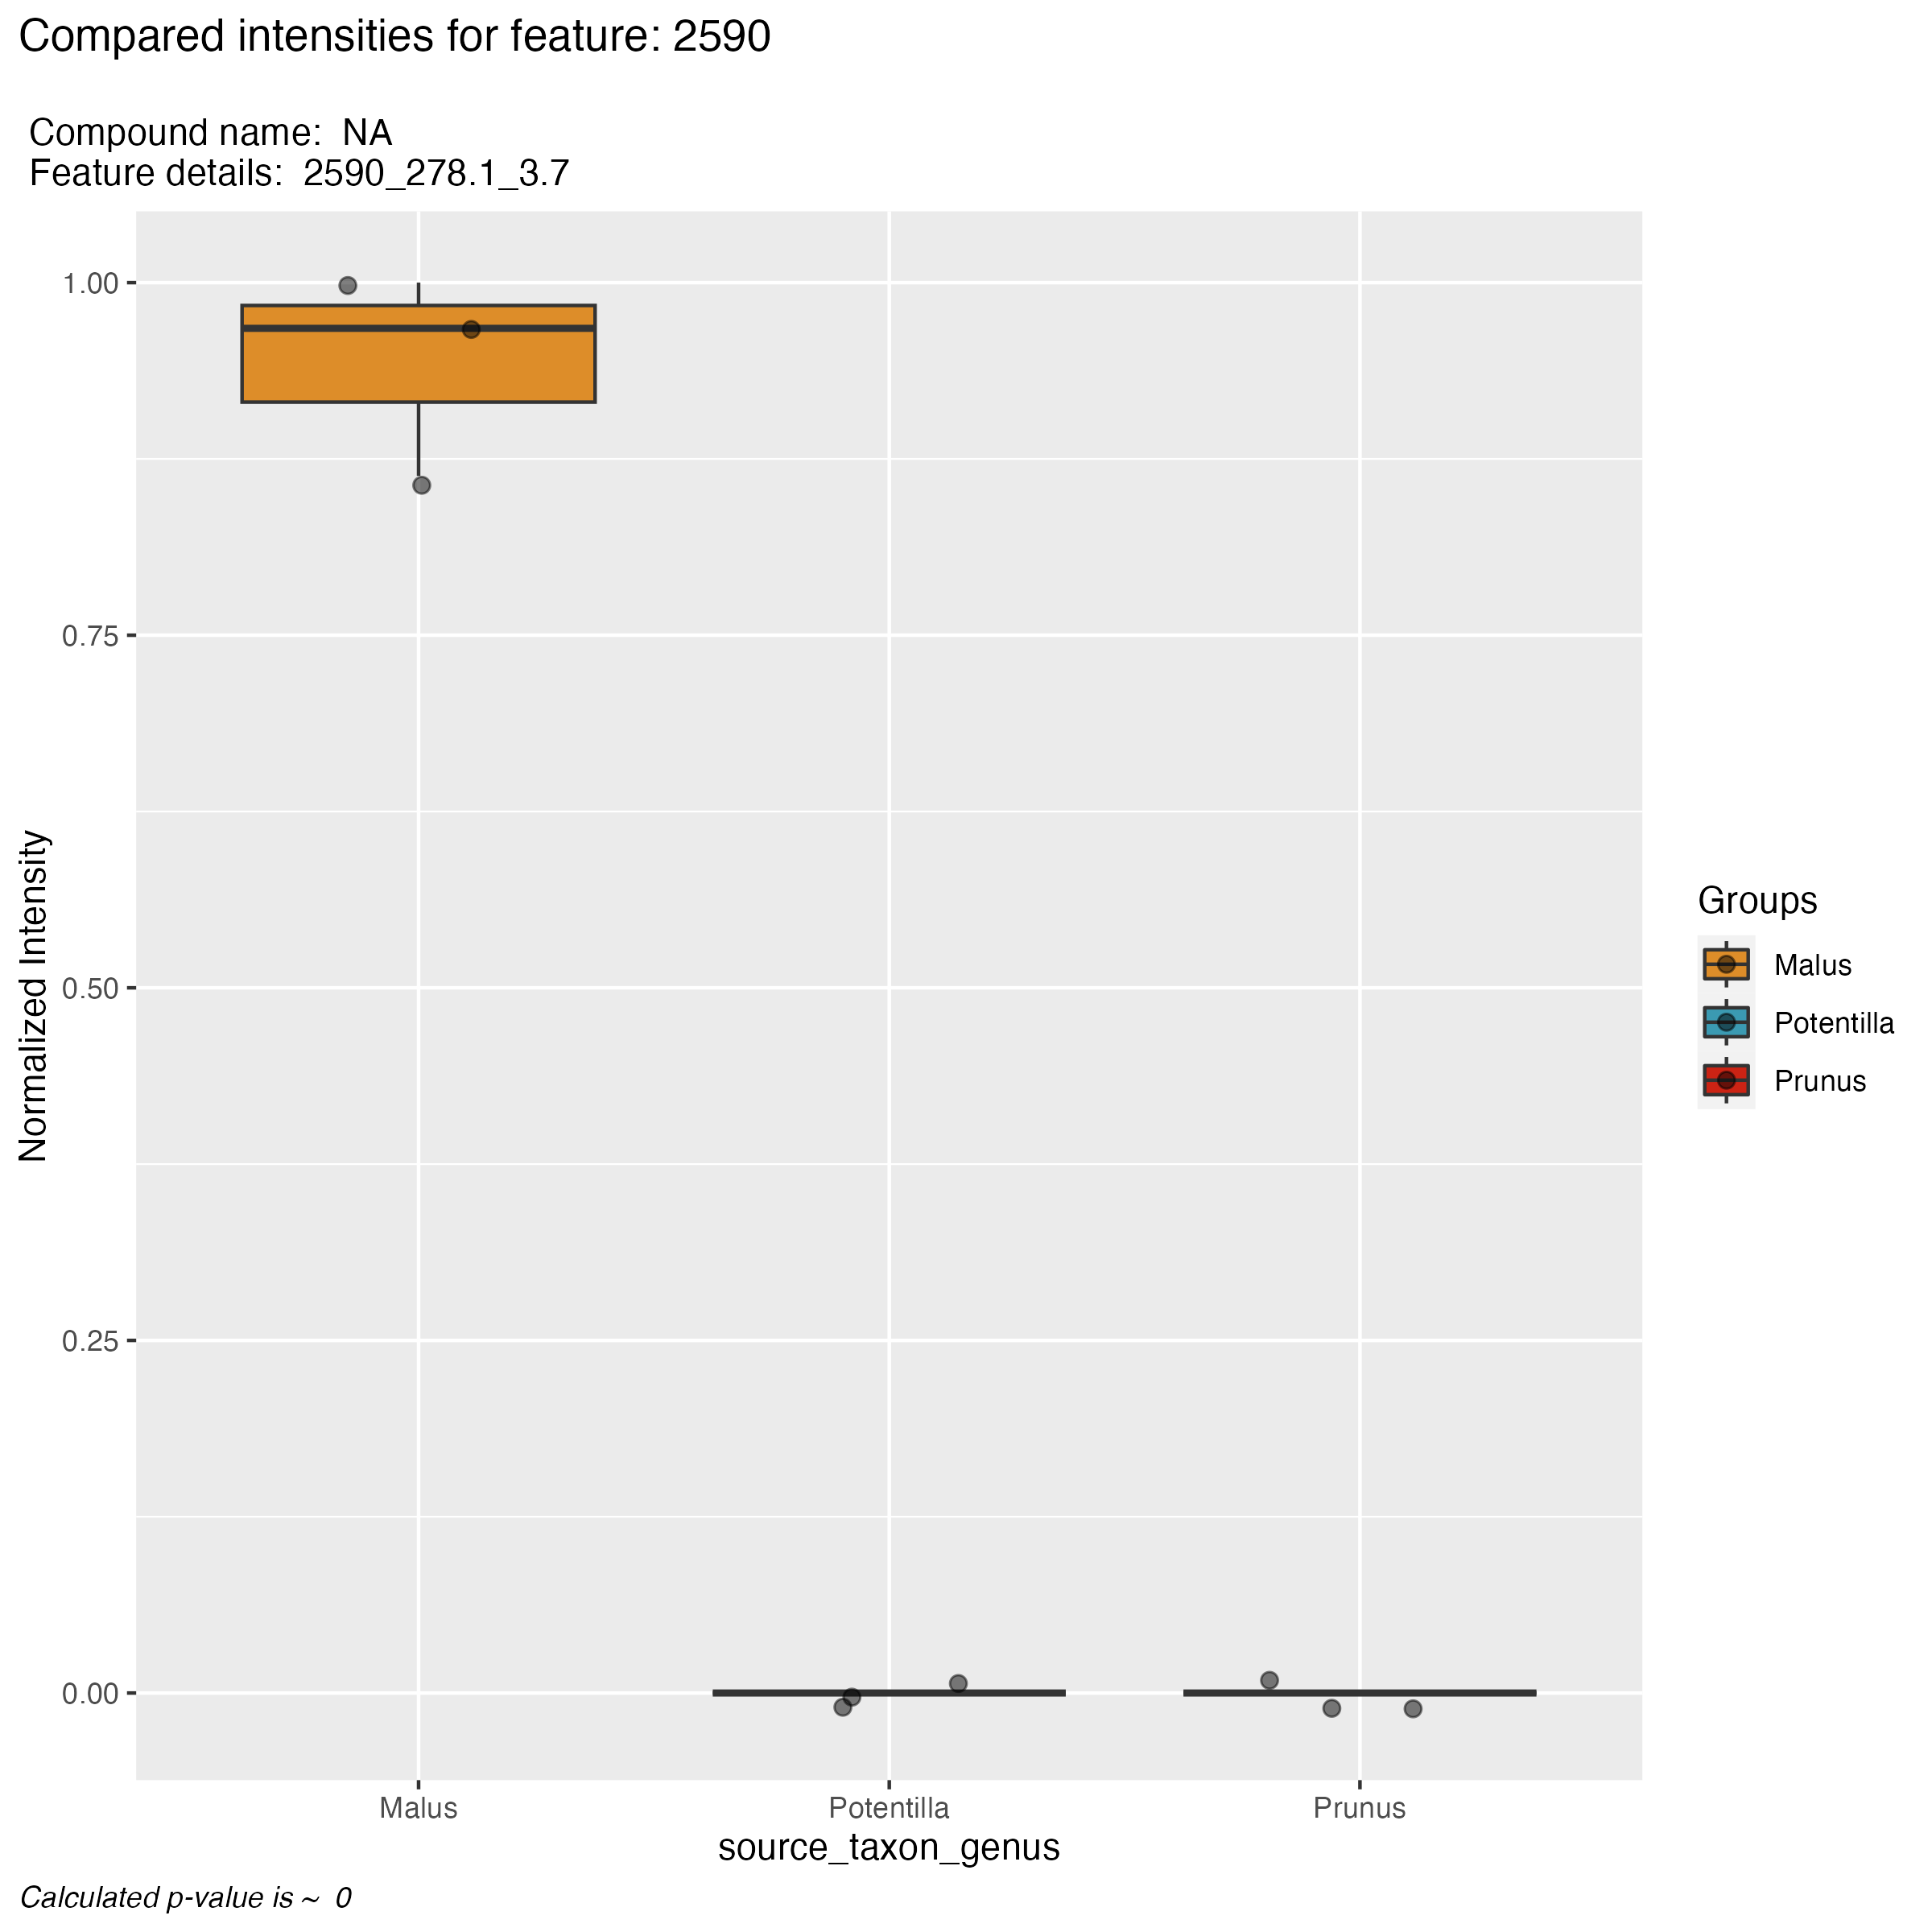 Compared intensities for feature: 2590
Compound name:  NA
Feature details:  2590_278.1_3.7
1.00
0.75
0.50
0.25
0.00
Normalized Intensity
Malus
Potentilla
Prunus
source_taxon_genus
Groups
Malus
Potentilla
Prunus
Calculated p-value is ~  0